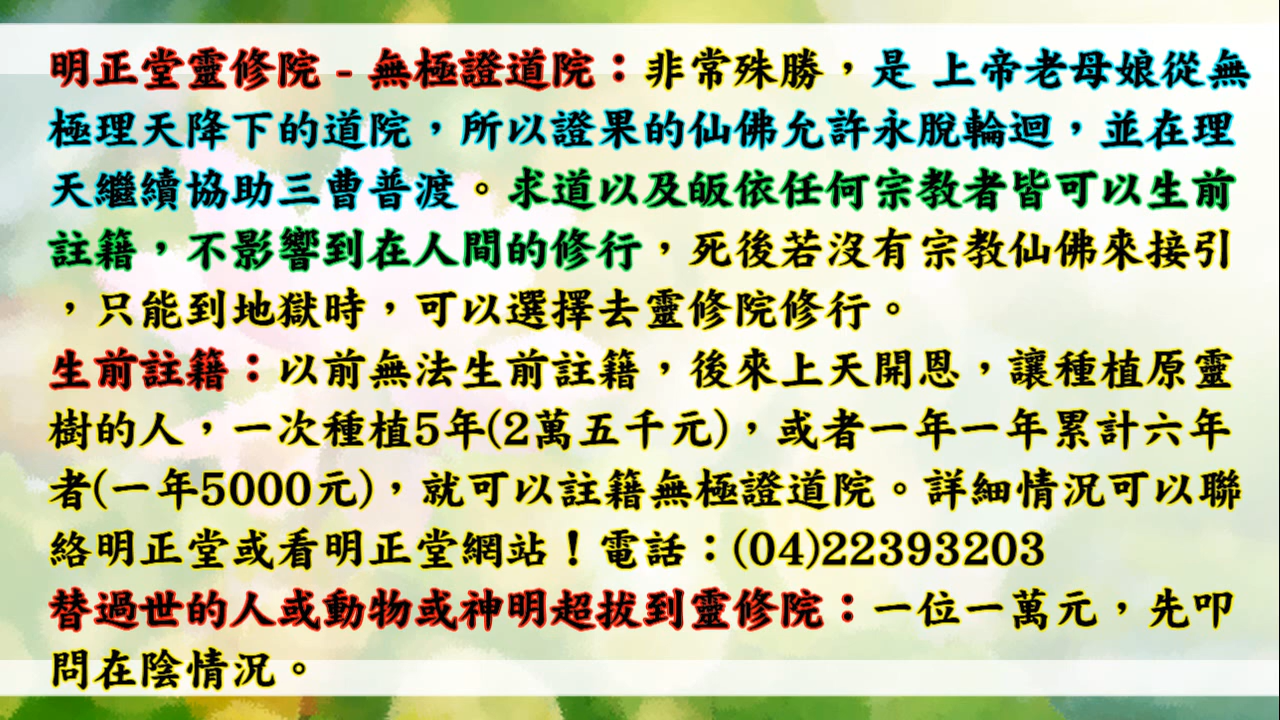 明正堂靈修院 - 無極證道院：非常殊勝，是 上帝老母娘從無
極理天降下的道院，所以證果的仙佛允許永脫輪迴，並在理
天繼續協助三曹普渡。求道以及皈依任何宗教者皆可以生前
註籍，不影響到在人間的修行，死後若沒有宗教仙佛來接引
，只能到地獄時，可以選擇去靈修院修行。
生前註籍：以前無法生前註籍，後來上天開恩，讓種植原靈
樹的人，一次種植5年(2萬五千元)，或者一年一年累計六年
者(一年5000元)，就可以註籍無極證道院。詳細情況可以聯
絡明正堂或看明正堂網站！電話：(04)22393203
替過世的人或動物或神明超拔到靈修院：一位一萬元，先叩
問在陰情況。